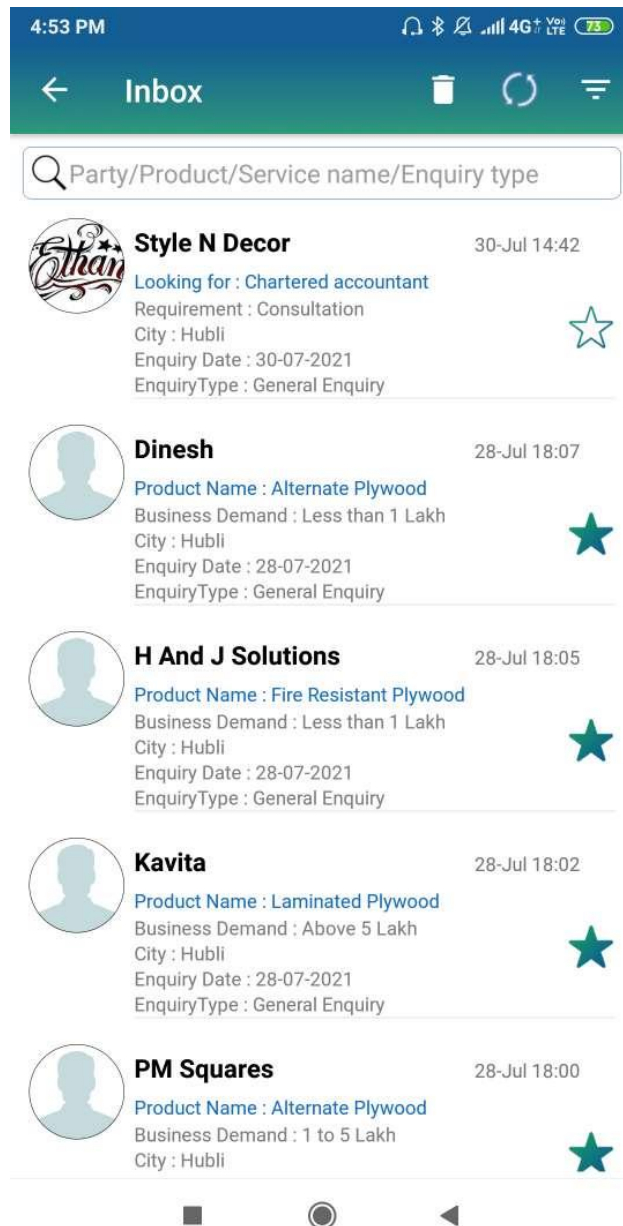 4:53 PM 4G+ Vo) LTE 73
Inbox
Party/Product/Service name/Enquiry type
Ethan
Style N Decor 30-Jul 14:42
Looking for : Chartered accountant
Requirement : Consultation
City : Hubli
Enquiry Date : 30-07-2021
EnquiryType : General Enquiry
Dinesh 28-Jul 18:07
Product Name : Alternate Plywood
Business Demand : Less than 1 Lakh
City : Hubli
Enquiry Date : 28-07-2021
EnquiryType : General Enquiry
H And J Solutions 28-Jul 18:05
Product Name : Fire Resistant Plywood
Business Demand : Less than 1 Lakh
City : Hubli
Enquiry Date : 28-07-2021
EnquiryType : General Enquiry
Kavita 28-Jul 18:02
Product Name : Laminated Plywood
Business Demand : Above 5 Lakh
City : Hubli
Enquiry Date : 28-07-2021
EnquiryType : General Enquiry
PM Squares 28-Jul 18:00
Product Name : Alternate Plywood
Business Demand : 1 to 5 Lakh
City : Hubli